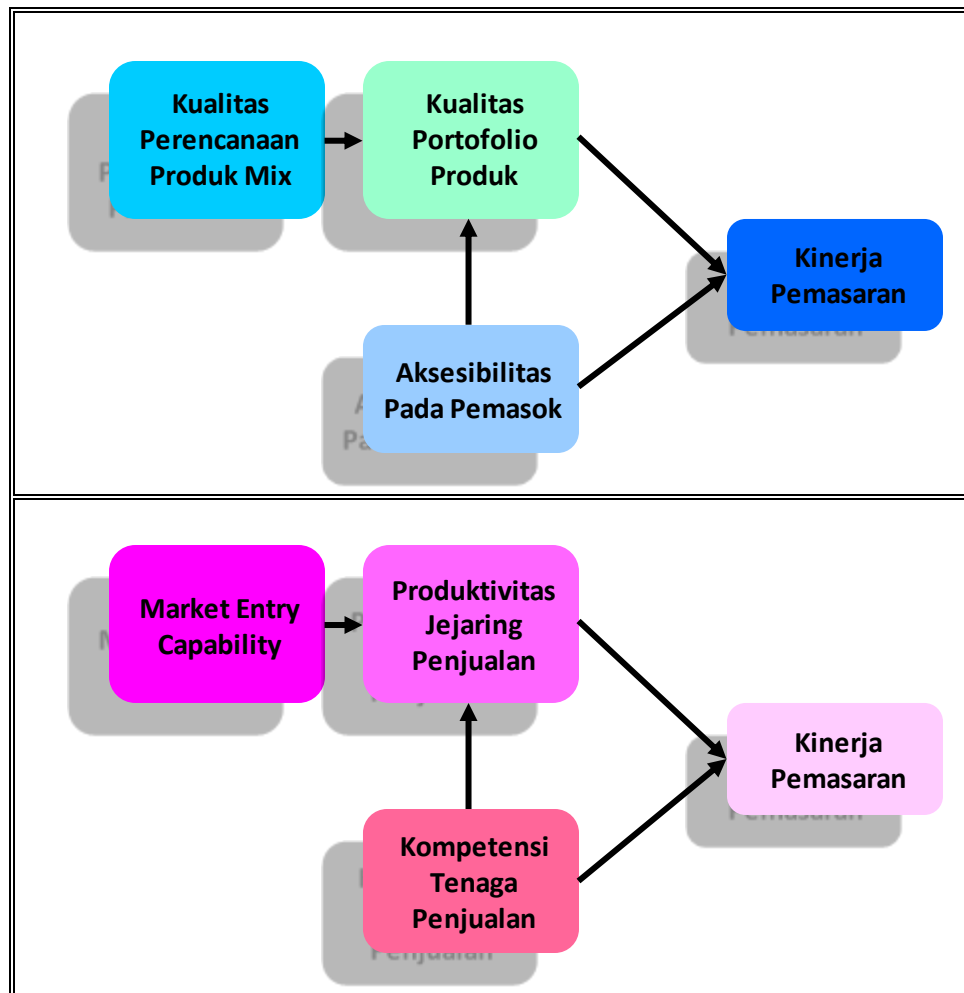 Kualitas
Perencanaan
Produk Mix
Kualitas
Portofolio
Produk
Kinerja
Pemasaran
Aksesibilitas
Pada Pemasok
Market Entry
Capability
Produktivitas
Jejaring
Penjualan
Kinerja
Pemasaran
Kompetensi
Tenaga
Penjualan